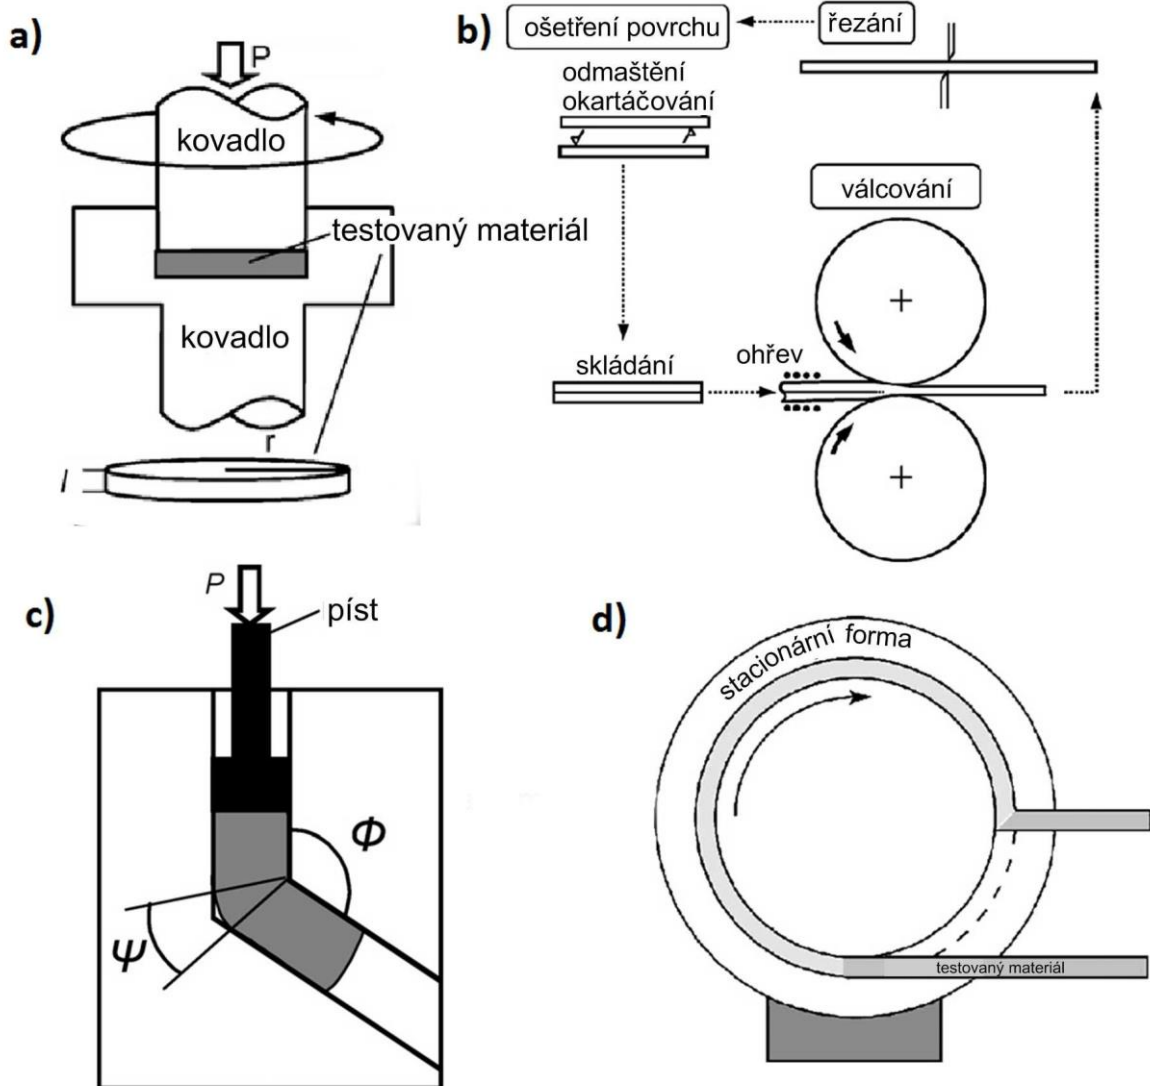 a)
P
kovadlo
testovaný materiál
kovadlo
r
l
b)
ošetření povrchu
řezání
odmaštění
okartáčování
válcování
skládání
ohřev
c)
P
píst
Φ
Ψ
d)
stacionární forma
testovaný materiál